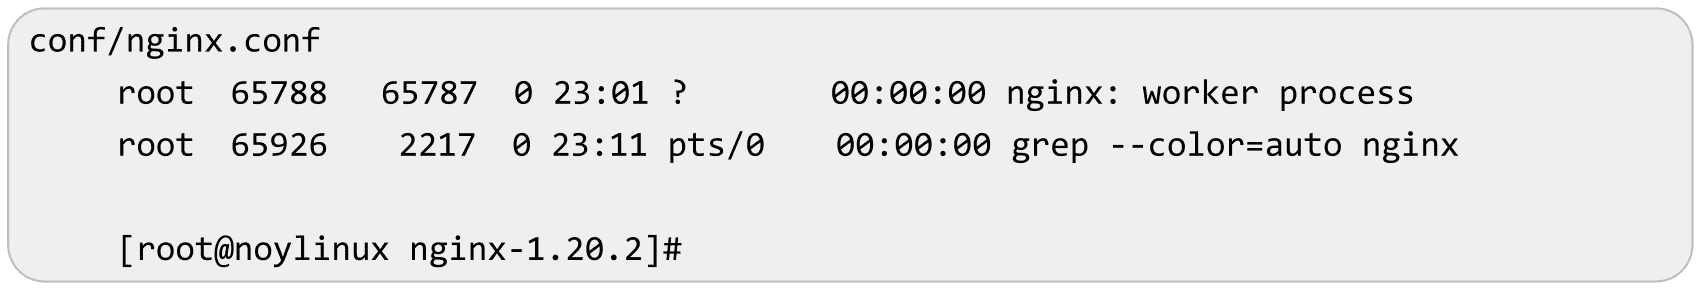 conf/nginx.conf
root 65788 65787 0 23:01 ? 00:00:00 nginx: worker process
root 65926 2217 0 23:11 pts/0 00:00:00 grep --color=auto nginx
[root@noylinux nginx-1.20.2]#